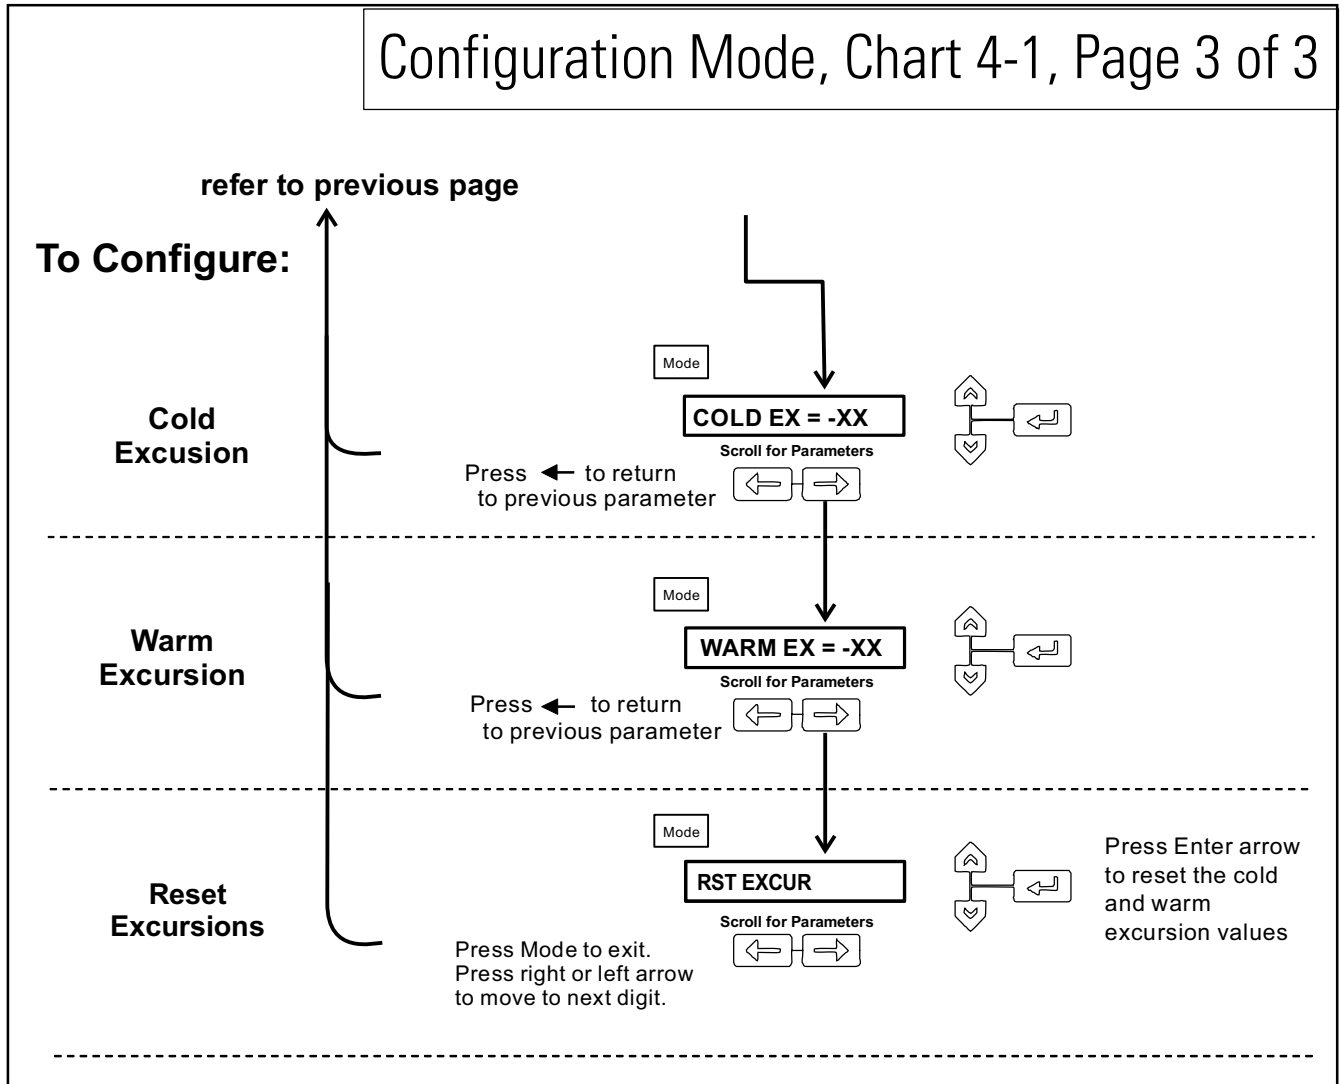 Configuration Mode, Chart 4-1, Page 3 of 3
refer to previous page
To Configure:
Mode
Cold
Excusion
COLD EX = -XX
Scroll for Parameters
Press to return
to previous parameter
Mode
Warm
Excursion
WARM EX = -XX
Scroll for Parameters
Press to return
to previous parameter
Mode
Reset
Excursions
RST EXCUR
Scroll for Parameters
Press Enter arrow
to reset the cold
and warm
excursion values
Press Mode to exit.
Press right or left arrow
to move to next digit.